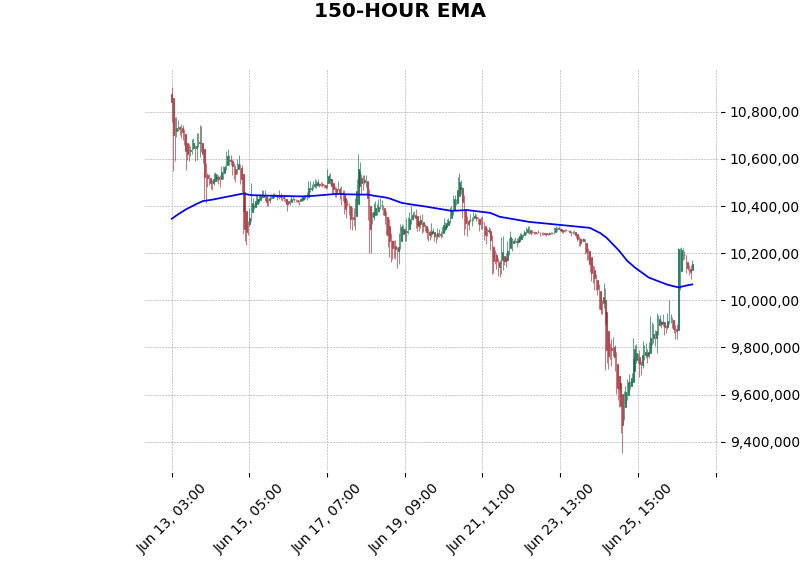 150-HOUR EMA
10,800,00
10,600,00
10,400,00
10,200,00
10,000,00
9,800,000
9,600,000
9,400,000
Jun 13, 03:00
Jun 15, 05:00
Jun 17, 07:00
Jun 19, 09:00
Jun 21, 11:00
Jun 23, 13:00
Jun 25, 15:00